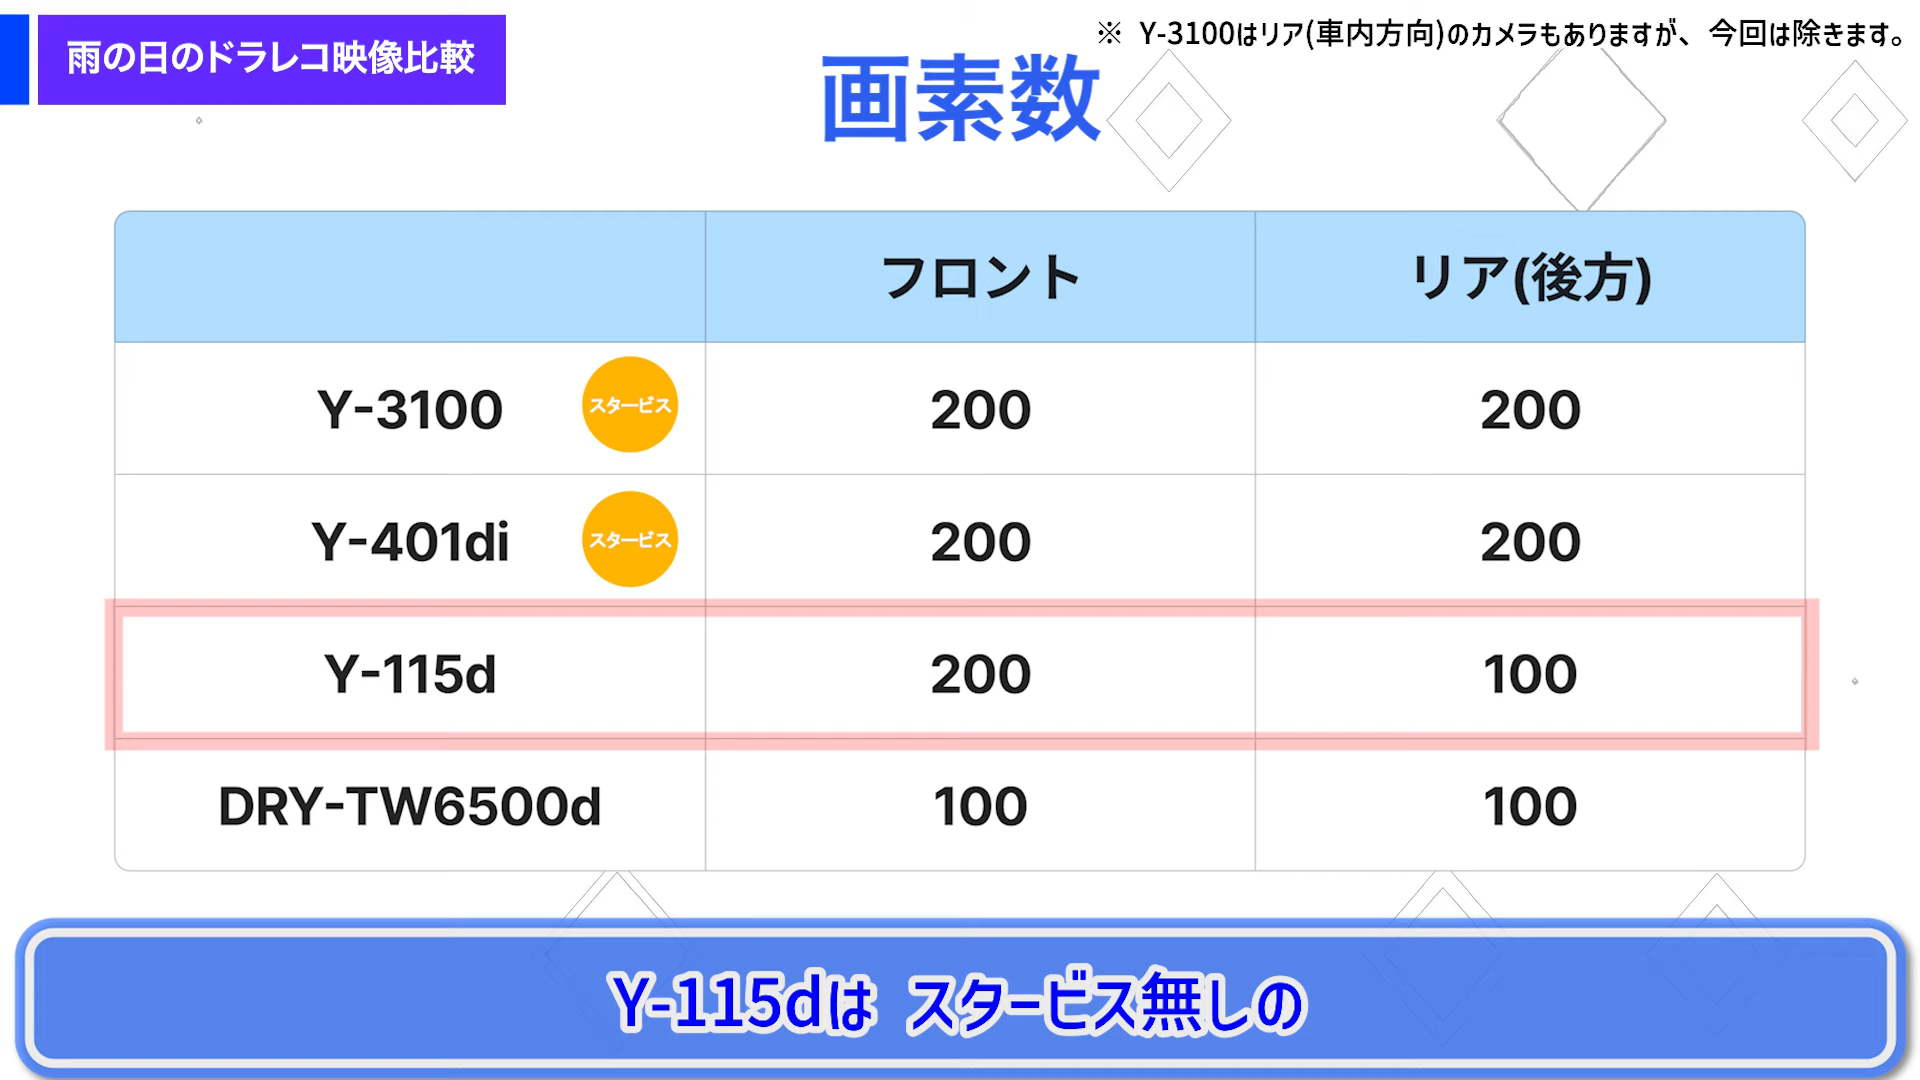 雨の日のドラレコ映像比較
※ Y-3100はリア(車内方向)のカメラもありますが、今回は除きます。
画素数
フロント リア(後方)
Y-3100 スタービス 200 200
Y-401di スタービス 200 200
Y-115d 200 100
DRY-TW6500d 100 100
Y-115dは スタービス無しの